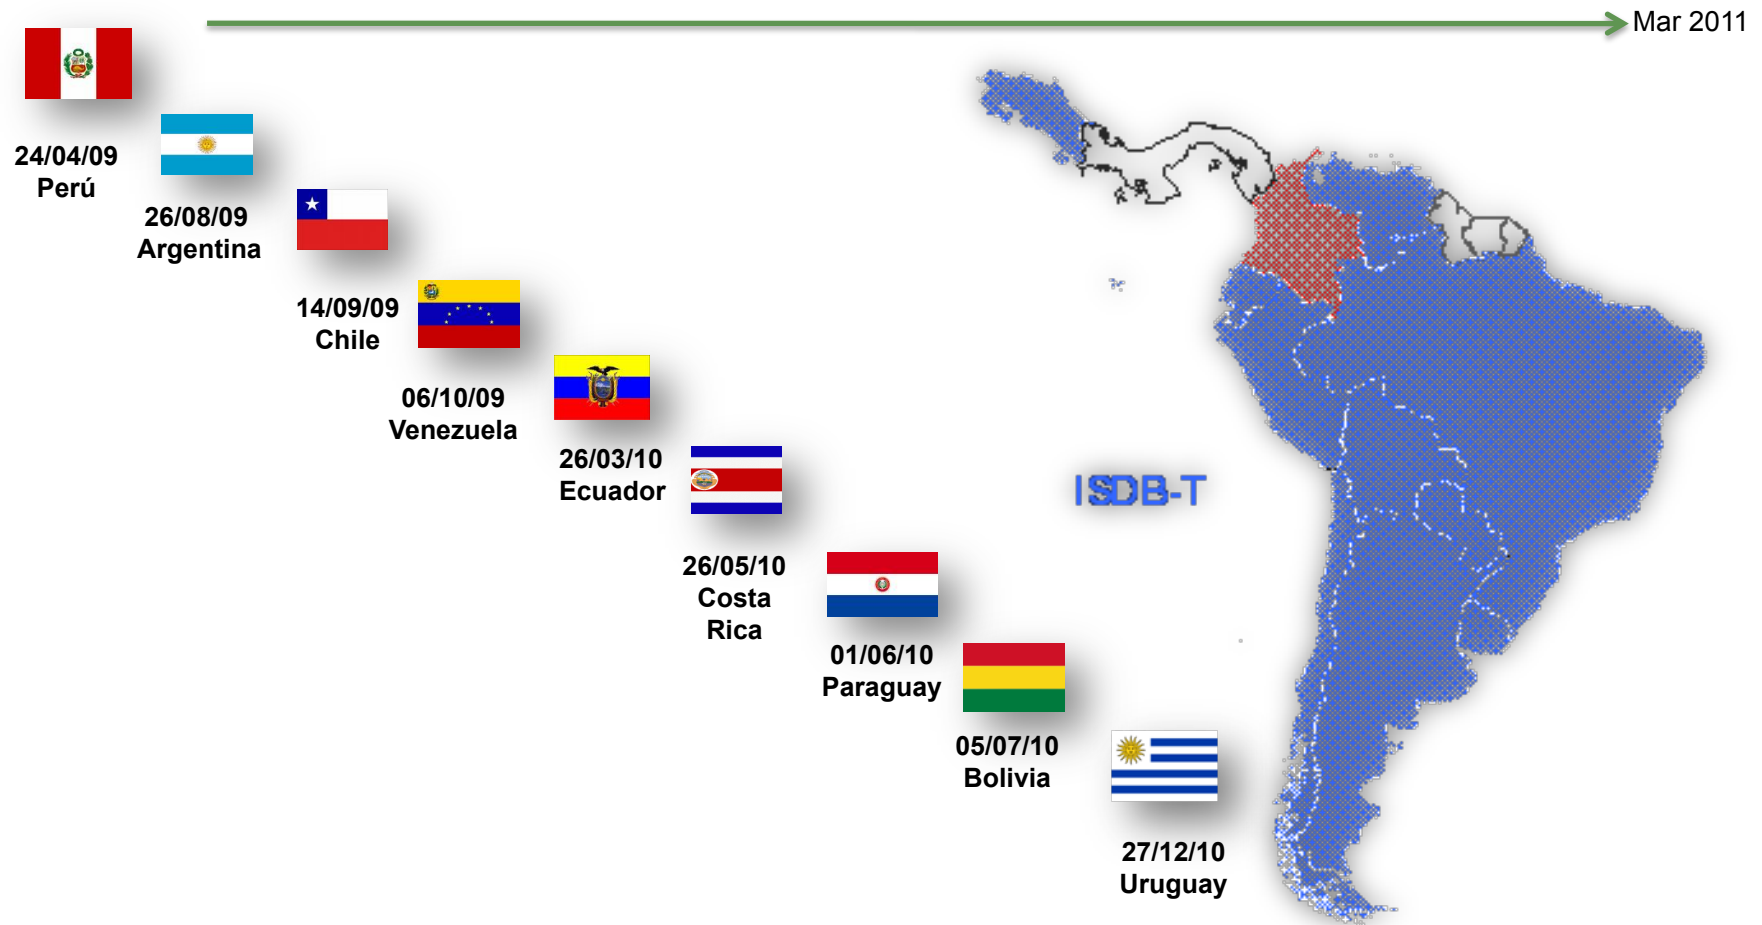 Mar 2011
24/04/09
Perú
26/08/09
Argentina
14/09/09
Chile
06/10/09
Venezuela
26/03/10
Ecuador
26/05/10
Costa
Rica
01/06/10
Paraguay
05/07/10
Bolivia
27/12/10
Uruguay
ISDB-T